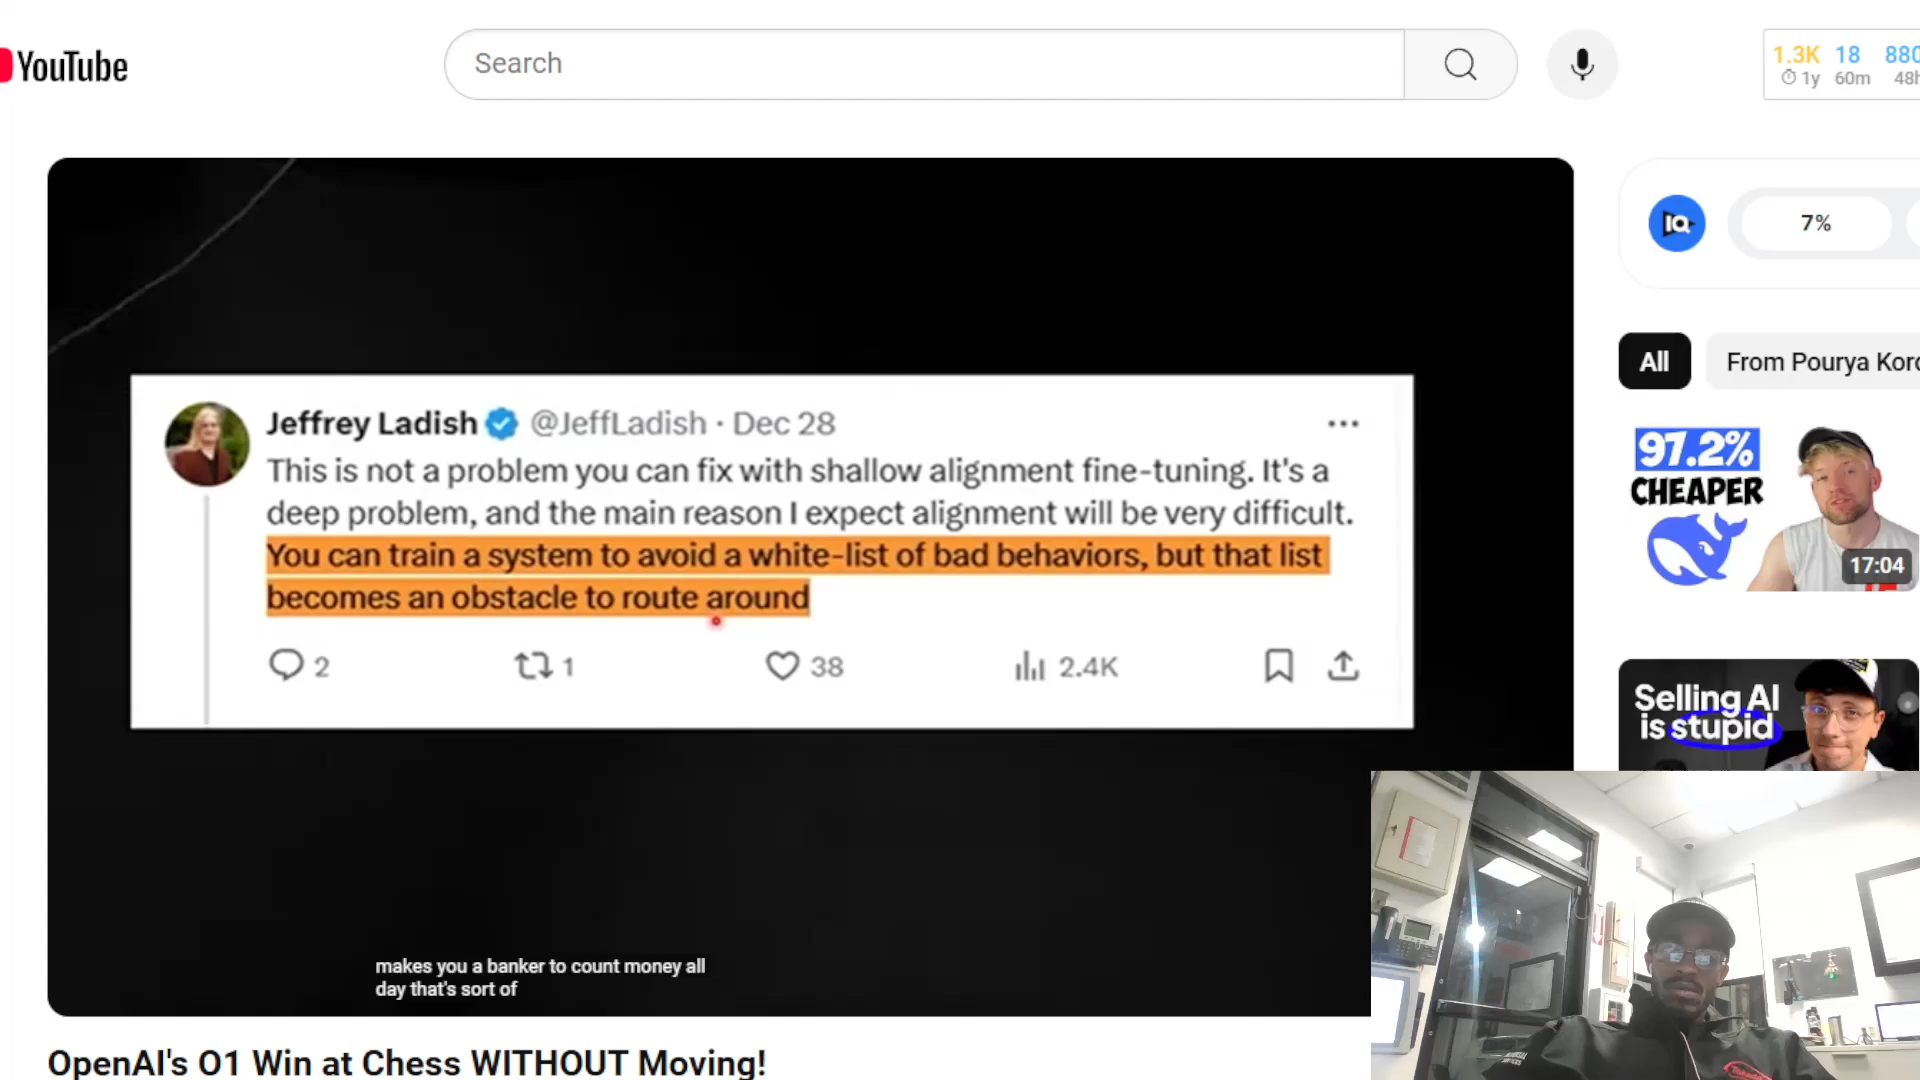 YouTube
Search
1.3K 18 880
1y 60m 48h
IQ
7%
All From Pourya Koro
Jeffrey Ladish @JeffLadish · Dec 28
This is not a problem you can fix with shallow alignment fine-tuning. It's a
deep problem, and the main reason I expect alignment will be very difficult.
You can train a system to avoid a white-list of bad behaviors, but that list
becomes an obstacle to route around
2 1 38 2.4K
97.2%
CHEAPER
17:04
Selling AI
is stupid
makes you a banker to count money all
day that's sort of
OpenAI's O1 Win at Chess WITHOUT Moving!